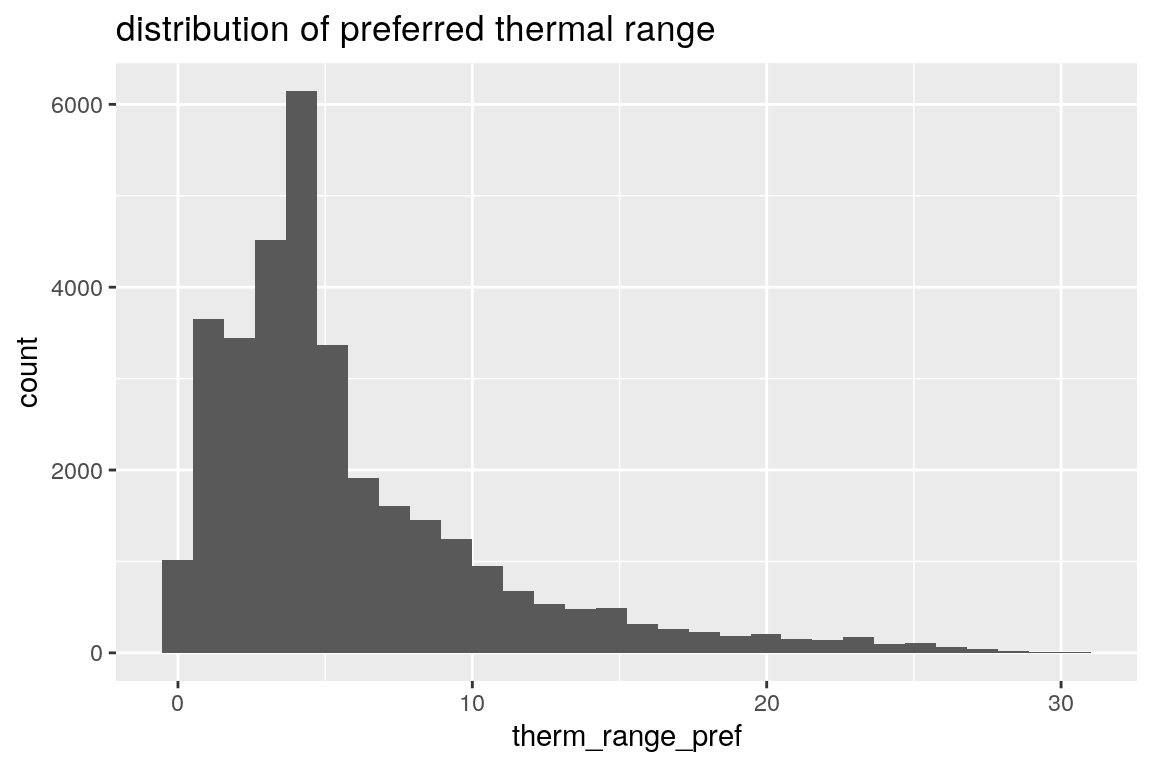 distribution of preferred thermal range
6000
4000
2000
0
count
0 10 20 30
therm_range_pref